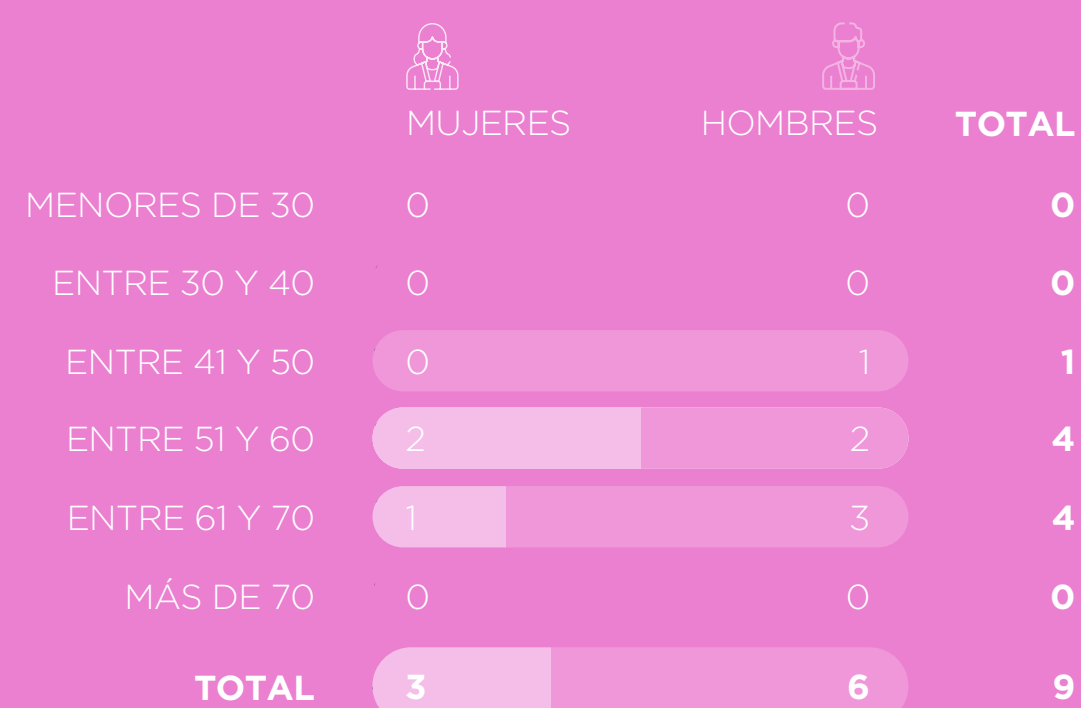 MUJERES HOMBRES TOTAL
MENORES DE 30 0 0 0
ENTRE 30 Y 40 0 0 0
ENTRE 41 Y 50 0 1 1
ENTRE 51 Y 60 2 2 4
ENTRE 61 Y 70 1 3 4
MÁS DE 70 0 0 0
TOTAL 3 6 9